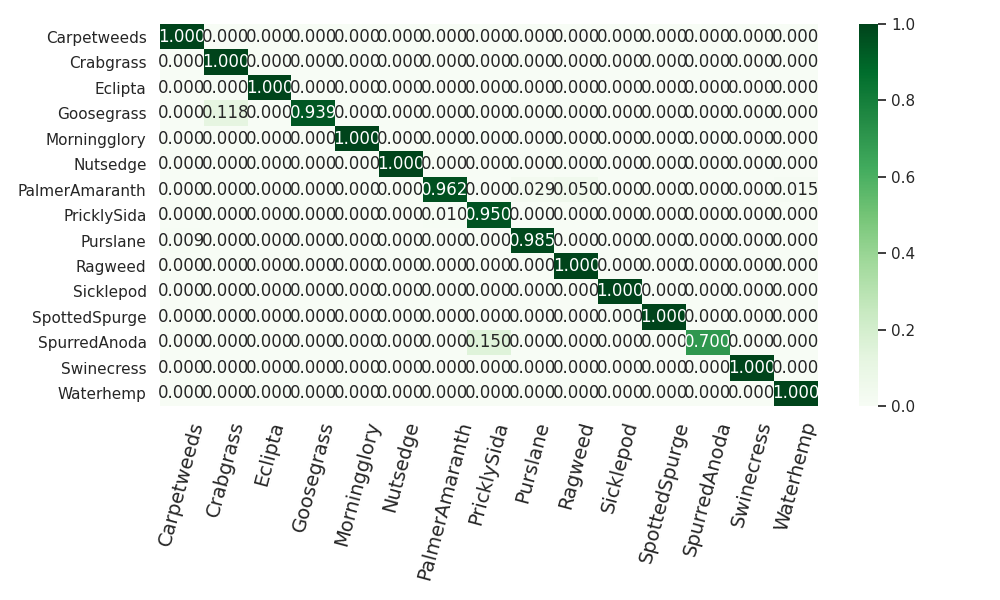 Carpetweeds 1.000 0.000 0.000 0.000 0.000 0.000 0.000 0.000 0.000 0.000 0.000 0.000 0.000 0.000 0.000
Crabgrass 0.000 1.000 0.000 0.000 0.000 0.000 0.000 0.000 0.000 0.000 0.000 0.000 0.000 0.000 0.000
Eclipta 0.000 0.000 1.000 0.000 0.000 0.000 0.000 0.000 0.000 0.000 0.000 0.000 0.000 0.000 0.000
Goosegrass 0.000 0.118 0.000 0.939 0.000 0.000 0.000 0.000 0.000 0.000 0.000 0.000 0.000 0.000 0.000
Morningglory 0.000 0.000 0.000 0.000 1.000 0.000 0.000 0.000 0.000 0.000 0.000 0.000 0.000 0.000 0.000
Nutsedge 0.000 0.000 0.000 0.000 0.000 1.000 0.000 0.000 0.000 0.000 0.000 0.000 0.000 0.000 0.000
PalmerAmaranth 0.000 0.000 0.000 0.000 0.000 0.000 0.962 0.000 0.029 0.050 0.000 0.000 0.000 0.000 0.015
PricklySida 0.000 0.000 0.000 0.000 0.000 0.000 0.010 0.950 0.000 0.000 0.000 0.000 0.000 0.000 0.000
Purslane 0.009 0.000 0.000 0.000 0.000 0.000 0.000 0.000 0.985 0.000 0.000 0.000 0.000 0.000 0.000
Ragweed 0.000 0.000 0.000 0.000 0.000 0.000 0.000 0.000 0.000 1.000 0.000 0.000 0.000 0.000 0.000
Sicklepod 0.000 0.000 0.000 0.000 0.000 0.000 0.000 0.000 0.000 0.000 1.000 0.000 0.000 0.000 0.000
SpottedSpurge 0.000 0.000 0.000 0.000 0.000 0.000 0.000 0.000 0.000 0.000 0.000 1.000 0.000 0.000 0.000
SpurredAnoda 0.000 0.000 0.000 0.000 0.000 0.000 0.000 0.150 0.000 0.000 0.000 0.000 0.700 0.000 0.000
Swinecress 0.000 0.000 0.000 0.000 0.000 0.000 0.000 0.000 0.000 0.000 0.000 0.000 0.000 1.000 0.000
Waterhemp 0.000 0.000 0.000 0.000 0.000 0.000 0.000 0.000 0.000 0.000 0.000 0.000 0.000 0.000 1.000
Carpetweeds
Crabgrass
Eclipta
Goosegrass
Morningglory
Nutsedge
PalmerAmaranth
PricklySida
Purslane
Ragweed
Sicklepod
SpottedSpurge
SpurredAnoda
Swinecress
Waterhemp
1.0
0.8
0.6
0.4
0.2
0.0